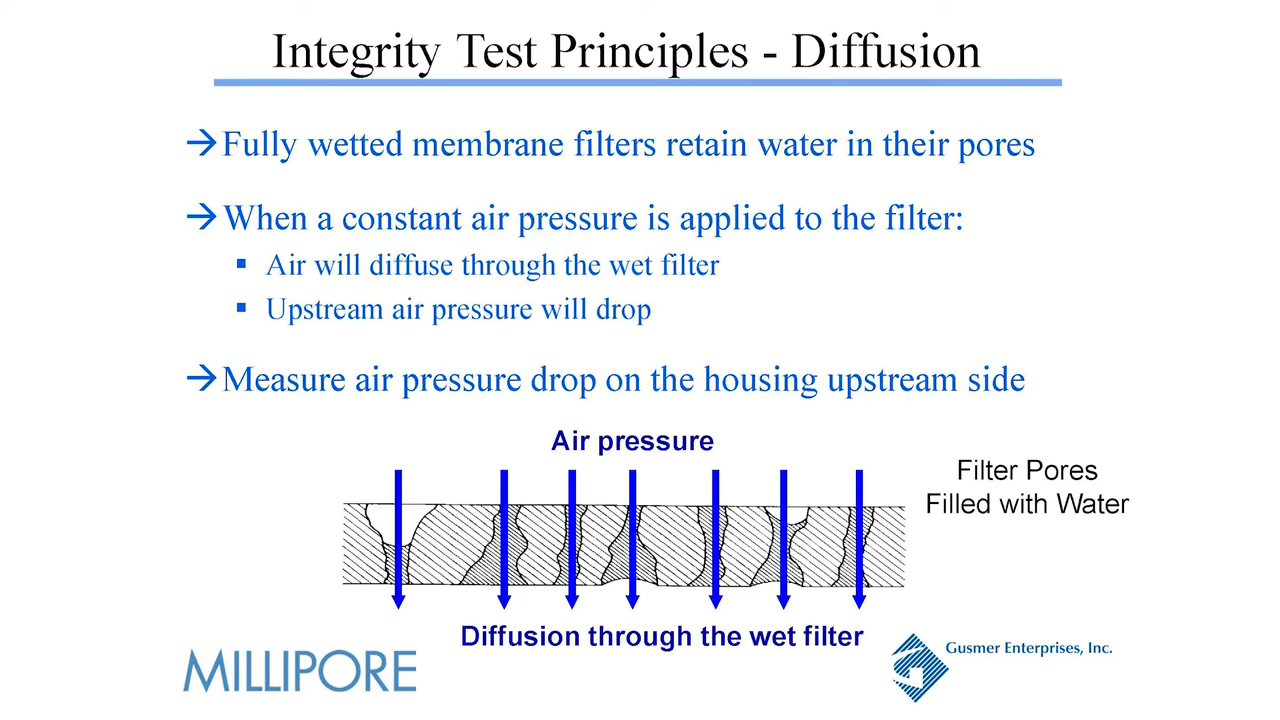 Integrity Test Principles - Diffusion
→Fully wetted membrane filters retain water in their pores
→When a constant air pressure is applied to the filter:
▪ Air will diffuse through the wet filter
▪ Upstream air pressure will drop
→Measure air pressure drop on the housing upstream side
Air pressure
Filter Pores
Filled with Water
Diffusion through the wet filter
MILLIPORE
Gusmer Enterprises, Inc.